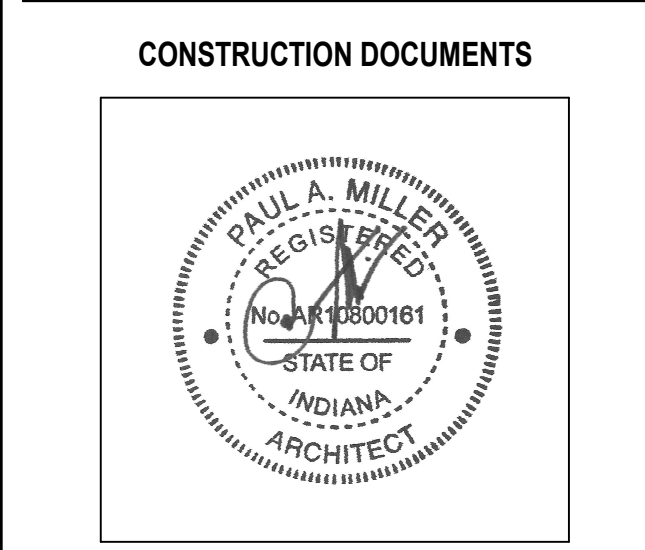 CONSTRUCTION DOCUMENTS
PAUL A. MILLER
REGISTERED
No. AR10800161
STATE OF
INDIANA
ARCHITECT